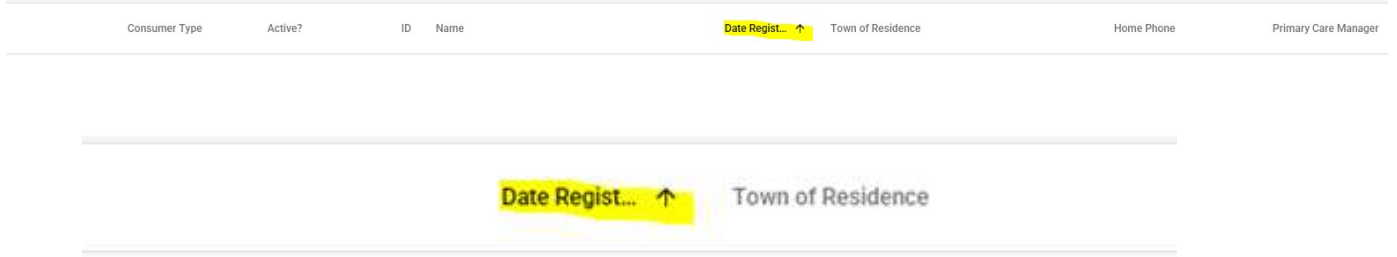 Consumer Type Active? ID Name Date Regist... ↑ Town of Residence Home Phone Primary Care Manager
Date Regist... ↑ Town of Residence